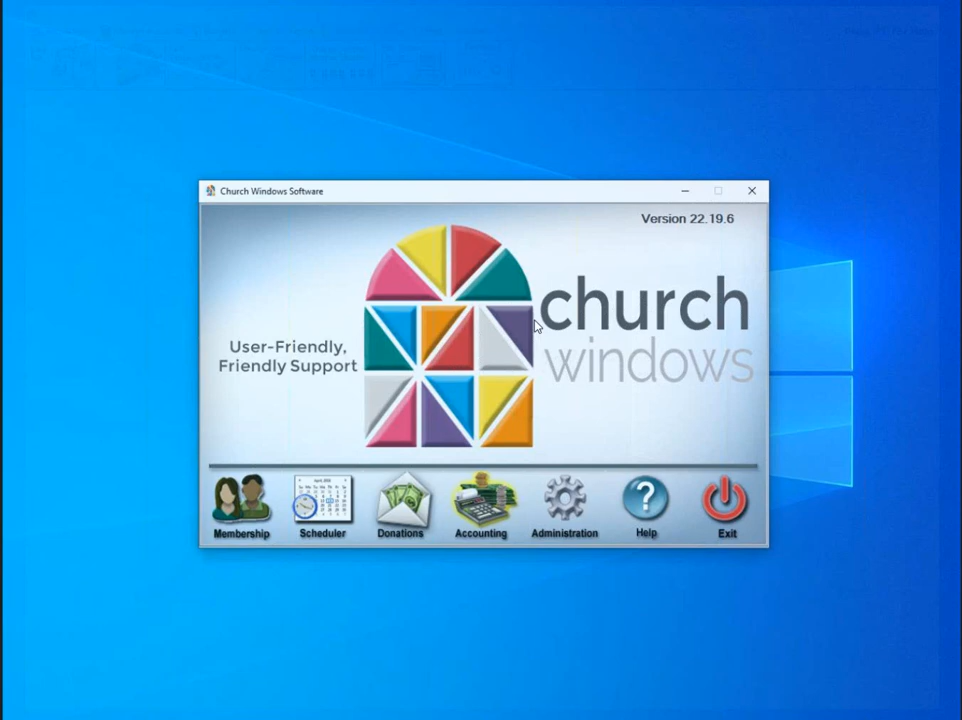 Church Windows Software
Version 22.19.6
church
windows
User-Friendly,
Friendly Support
Membership
Scheduler
Donations
Accounting
Administration
Help
Exit